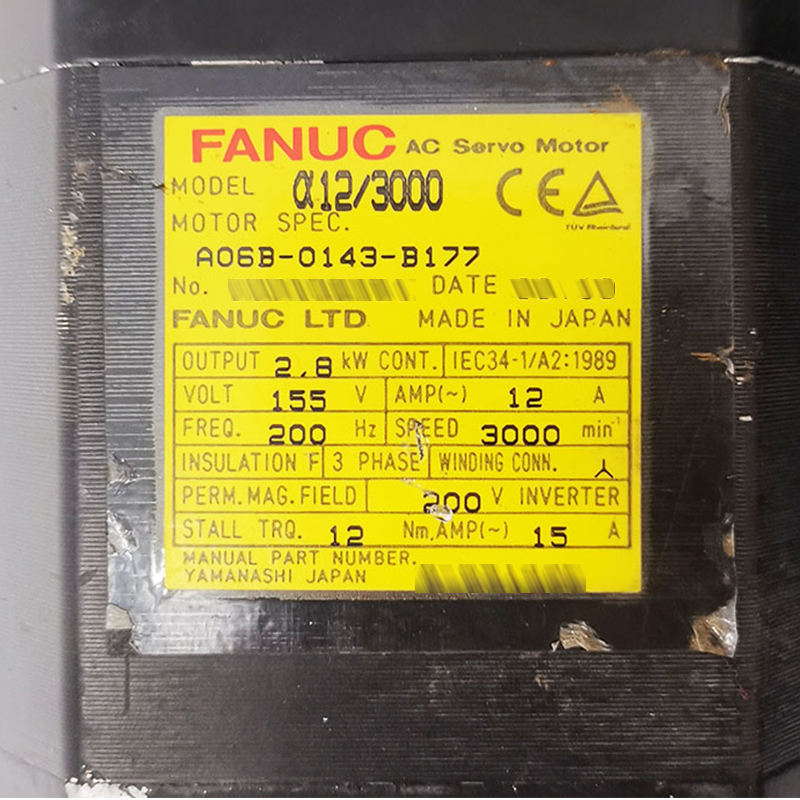 FANUC AC Servo Motor
MODEL α12/3000 CE
MOTOR SPEC. TÜV Rheinland
A06B-0143-B177
No. DATE
FANUC LTD MADE IN JAPAN
OUTPUT 2.8 kW CONT. IEC34-1/A2:1989
VOLT 155 V AMP(~) 12 A
FREQ. 200 Hz SPEED 3000 min⁻¹
INSULATION F 3 PHASE WINDING CONN. 人
PERM.MAG.FIELD 200 V INVERTER
STALL TRQ. 12 Nm,AMP(~) 15 A
MANUAL PART NUMBER.
YAMANASHI JAPAN